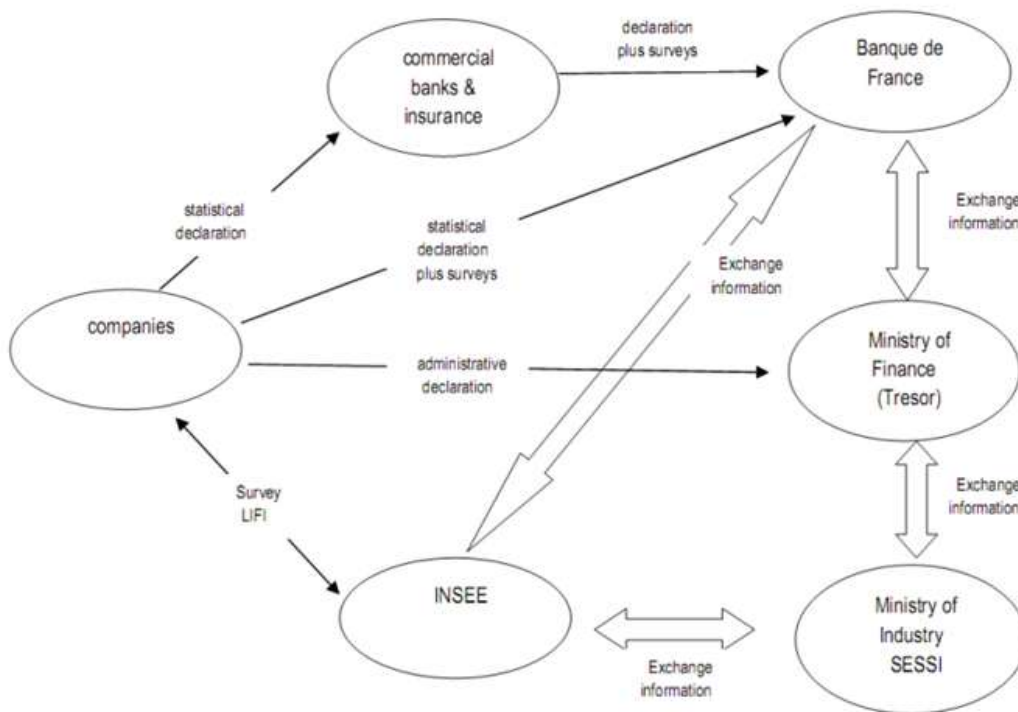 declaration
plus surveys
commercial
banks &
insurance
Banque de
France
statistical
declaration
statistical
declaration
plus surveys
Exchange
information
Exchange
information
companies
administrative
declaration
Ministry of
Finance
(Tresor)
Survey
LIFI
Exchange
information
INSEE
Ministry of
Industry
SESSI
Exchange
information